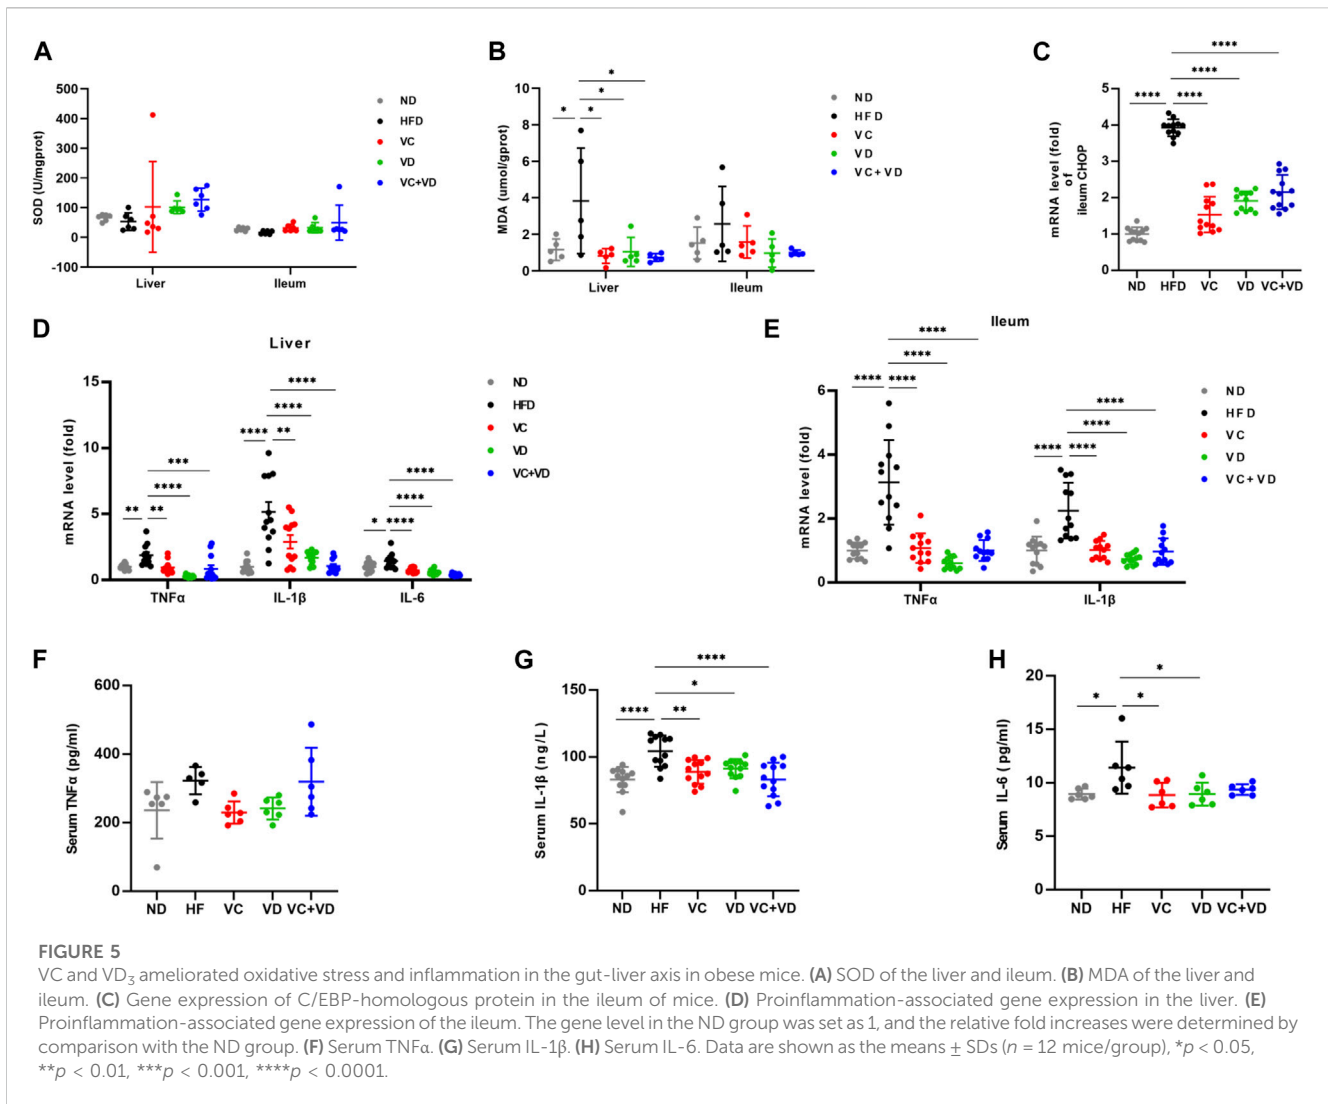 A
SOD (U/mgprot)
500
400
300
200
100
0
-100
Liver
Ileum
ND
HFD
VC
VD
VC+VD
B
MDA (umol/gprot)
10
8
6
4
2
0
*
*
*
*
Liver
Ileum
ND
HFD
VC
VD
VC+VD
C
mRNA level (fold)
of
ileum CHOP
5
4
3
2
1
0
****
****
**** ****
ND HFD VC VD VC+VD
D
Liver
mRNA level (fold)
15
10
5
0
***
****
** **
****
****
**** **
****
****
* ****
TNFα IL-1β IL-6
ND
HFD
VC
VD
VC+VD
E
Ileum
mRNA level (fold)
6
4
2
0
****
****
**** ****
****
****
**** ****
TNFα IL-1β
ND
HFD
VC
VD
VC+VD
F
Serum TNFα (pg/ml)
600
400
200
0
ND HF VC VD VC+VD
G
Serum IL-1β (ng/L)
150
100
50
0
****
*
**** **
ND HF VC VD VC+VD
H
Serum IL-6 (pg/ml)
20
15
10
5
0
*
* *
ND HF VC VD VC+VD
FIGURE 5
VC and VD₃ ameliorated oxidative stress and inflammation in the gut-liver axis in obese mice. (A) SOD of the liver and ileum. (B) MDA of the liver and
ileum. (C) Gene expression of C/EBP-homologous protein in the ileum of mice. (D) Proinflammation-associated gene expression in the liver. (E)
Proinflammation-associated gene expression of the ileum. The gene level in the ND group was set as 1, and the relative fold increases were determined by
comparison with the ND group. (F) Serum TNFα. (G) Serum IL-1β. (H) Serum IL-6. Data are shown as the means ± SDs (n = 12 mice/group), *p < 0.05,
**p < 0.01, ***p < 0.001, ****p < 0.0001.